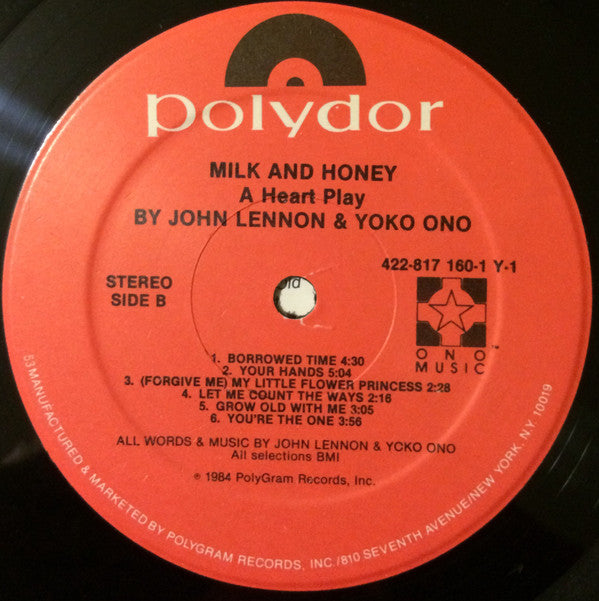 polydor
MILK AND HONEY
A Heart Play
BY JOHN LENNON & YOKO ONO
422-817 160-1 Y-1
STEREO
SIDE B
ONO
MUSIC
™
1. BORROWED TIME 4:30
2. YOUR HANDS 5:04
3. (FORGIVE ME) MY LITTLE FLOWER PRINCESS 2:28
4. LET ME COUNT THE WAYS 2:16
5. GROW OLD WITH ME 3:05
6. YOU'RE THE ONE 3:56
ALL WORDS & MUSIC BY JOHN LENNON & YOKO ONO
All selections BMI
℗ 1984 PolyGram Records, Inc.
53 MANUFACTURED & MARKETED BY POLYGRAM RECORDS, INC./810 SEVENTH AVENUE/NEW YORK, N.Y. 10019